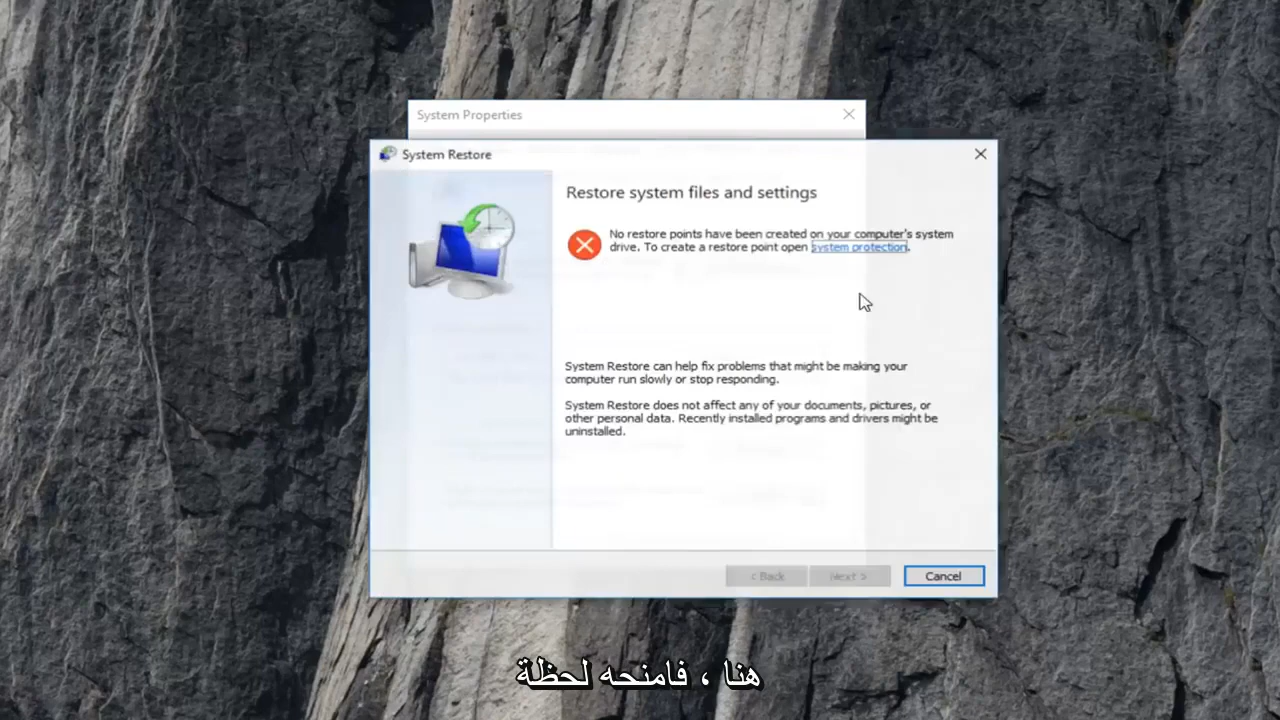 System Properties
System Restore
Restore system files and settings
No restore points have been created on your computer's system
drive. To create a restore point open system protection.
System Restore can help fix problems that might be making your
computer run slowly or stop responding.
System Restore does not affect any of your documents, pictures, or
other personal data. Recently installed programs and drivers might be
uninstalled.
< Back
Next >
Cancel
هنا ، فامنحه لحظة